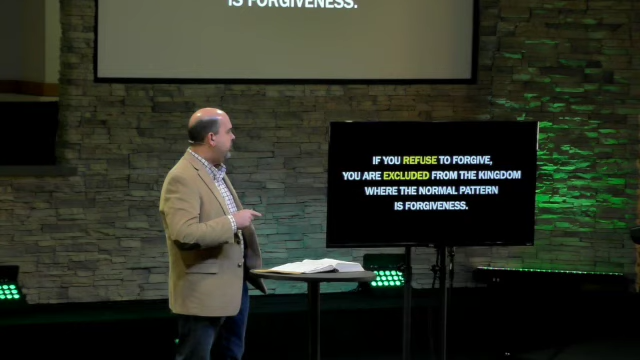 IS FORGIVENESS.
IF YOU REFUSE TO FORGIVE,
YOU ARE EXCLUDED FROM THE KINGDOM
WHERE THE NORMAL PATTERN
IS FORGIVENESS.